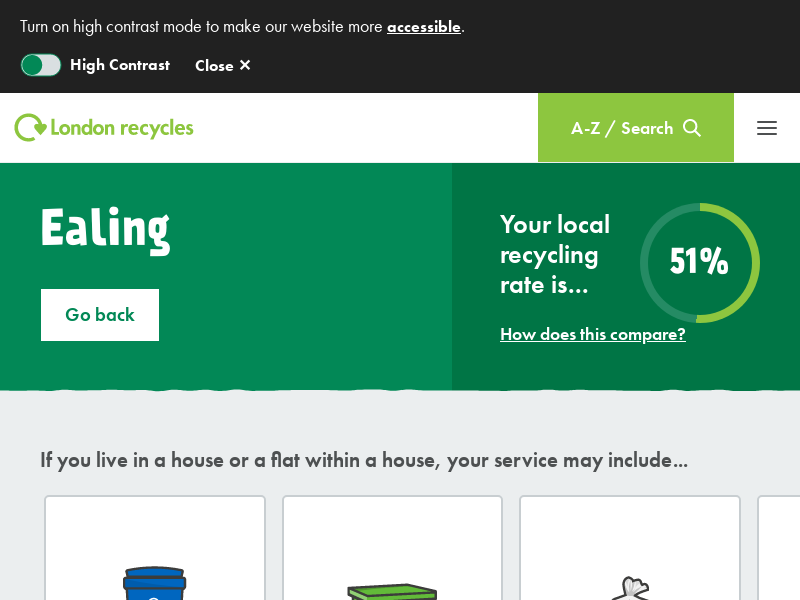 Turn on high contrast mode to make our website more accessible.
High Contrast
Close ✕
London recycles
A-Z / Search
Ealing
Go back
Your local
recycling
rate is...
51%
How does this compare?
If you live in a house or a flat within a house, your service may include...